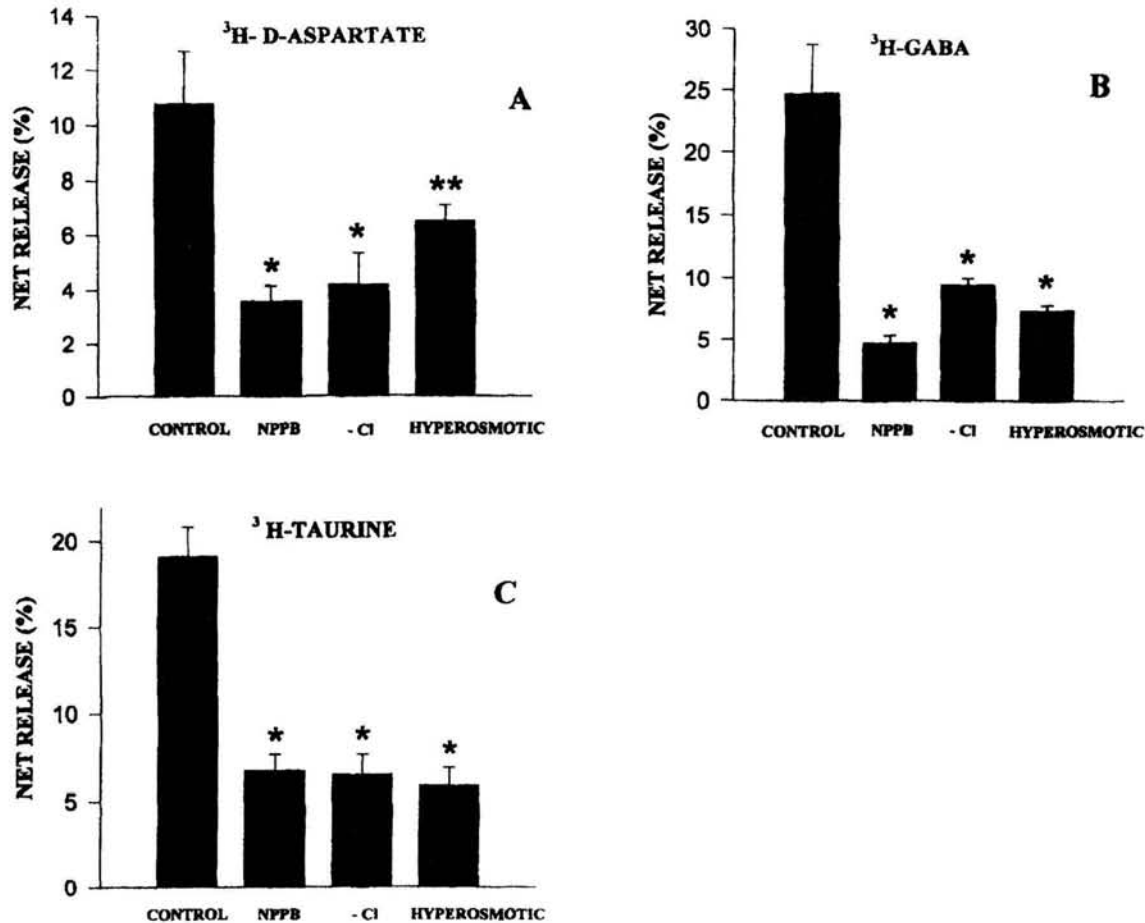 ³H- D-ASPARTATE
A
NET RELEASE (%)
14
12
10
8
6
4
2
0
*
*
**
CONTROL NPPB - Cl HYPEROSMOTIC
³H-GABA
B
NET RELEASE (%)
30
25
20
15
10
5
0
*
*
*
CONTROL NPPB - Cl HYPEROSMOTIC
³ H-TAURINE
C
NET RELEASE (%)
20
15
10
5
0
*
*
*
CONTROL NPPB - Cl HYPEROSMOTIC